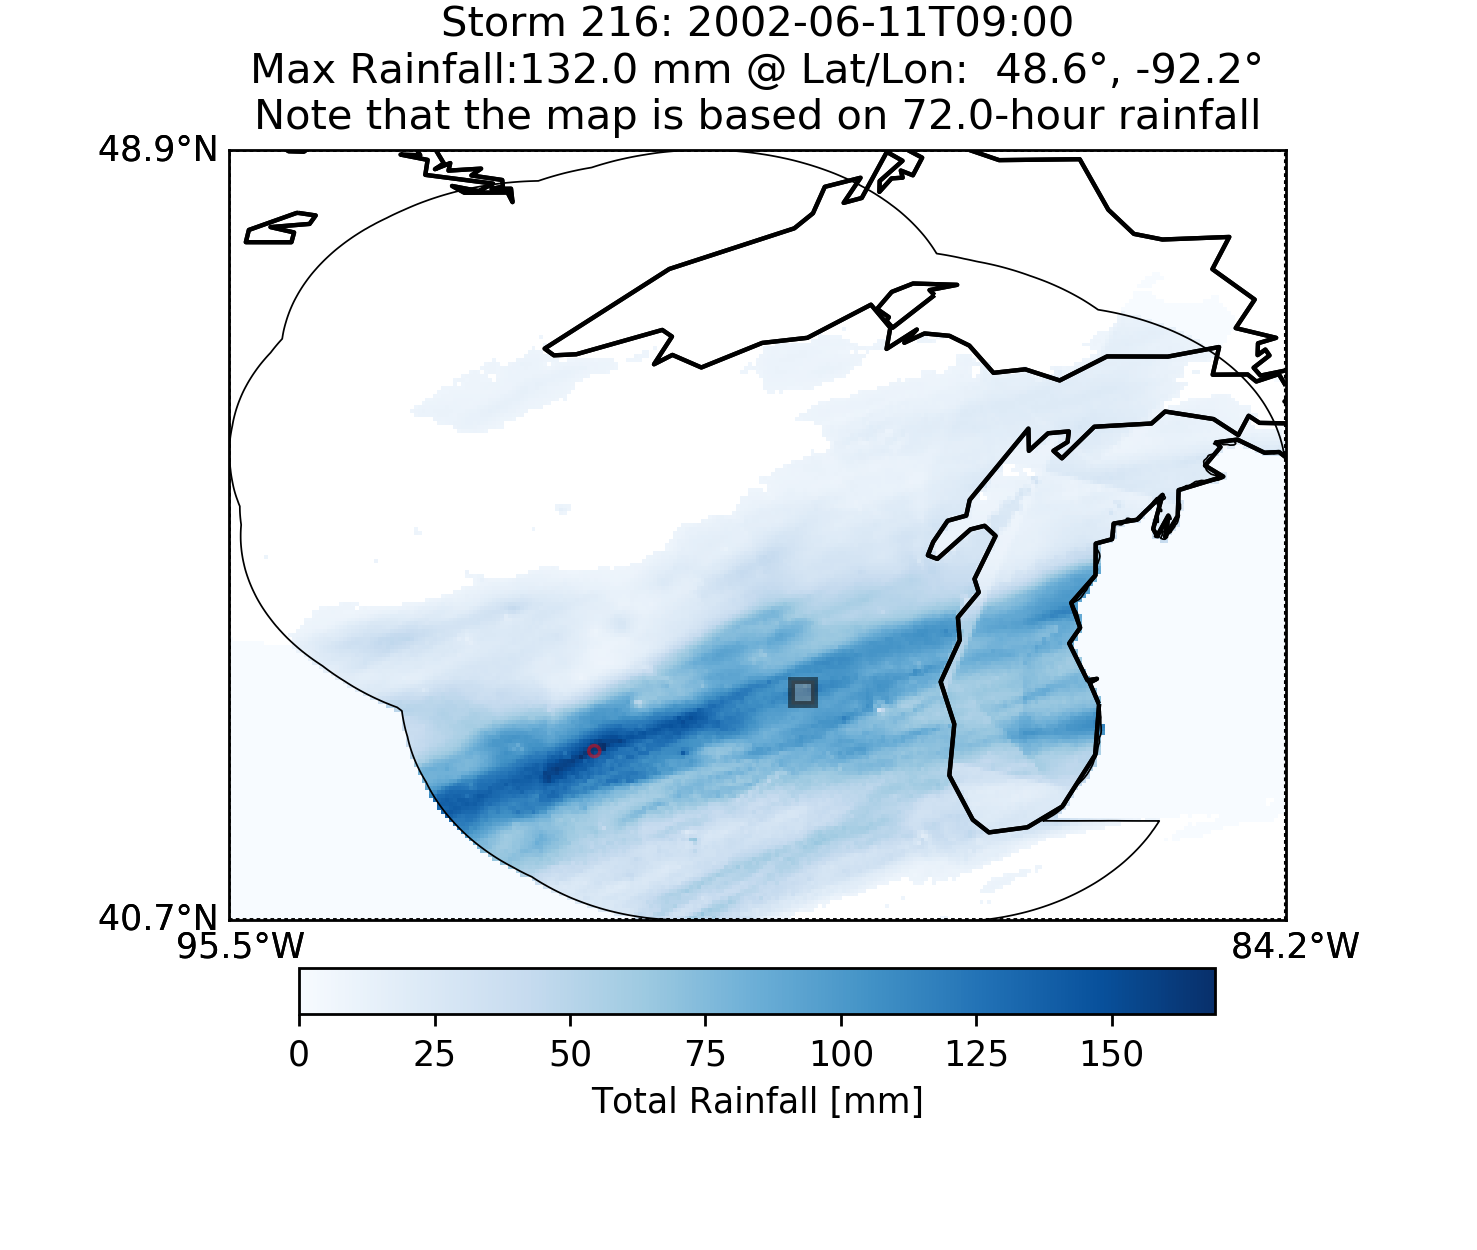 Storm 216: 2002-06-11T09:00
Max Rainfall:132.0 mm @ Lat/Lon:  48.6°, -92.2°
Note that the map is based on 72.0-hour rainfall
48.9°N
40.7°N
95.5°W 84.2°W
0 25 50 75 100 125 150
Total Rainfall [mm]